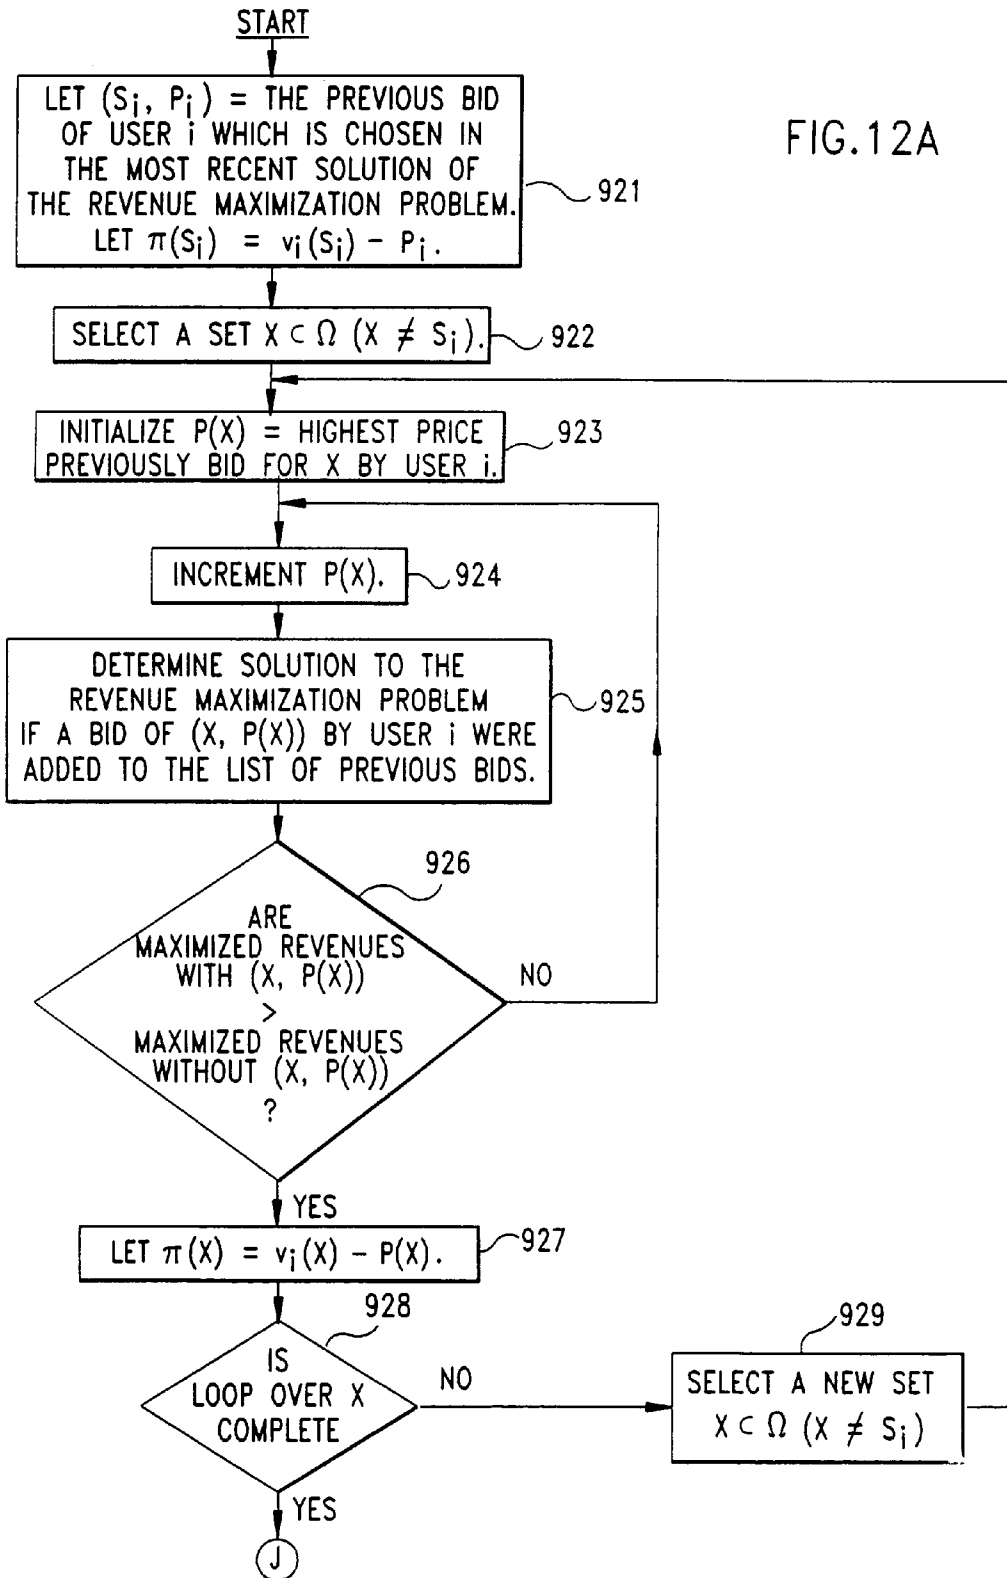 START
LET (Si, Pi) = THE PREVIOUS BID
OF USER i WHICH IS CHOSEN IN
THE MOST RECENT SOLUTION OF
THE REVENUE MAXIMIZATION PROBLEM.
LET π(Si) = vi(Si) - Pi.
FIG.12A
921
SELECT A SET X ⊂ Ω (X ≠ Si).
922
INITIALIZE P(X) = HIGHEST PRICE
PREVIOUSLY BID FOR X BY USER i.
923
INCREMENT P(X).
924
DETERMINE SOLUTION TO THE
REVENUE MAXIMIZATION PROBLEM
IF A BID OF (X, P(X)) BY USER i WERE
ADDED TO THE LIST OF PREVIOUS BIDS.
925
926
ARE
MAXIMIZED REVENUES
WITH (X, P(X))
>
MAXIMIZED REVENUES
WITHOUT (X, P(X))
?
NO
YES
LET π(X) = vi(X) - P(X).
927
928
IS
LOOP OVER X
COMPLETE
NO
929
SELECT A NEW SET
X ⊂ Ω (X ≠ Si)
YES
J